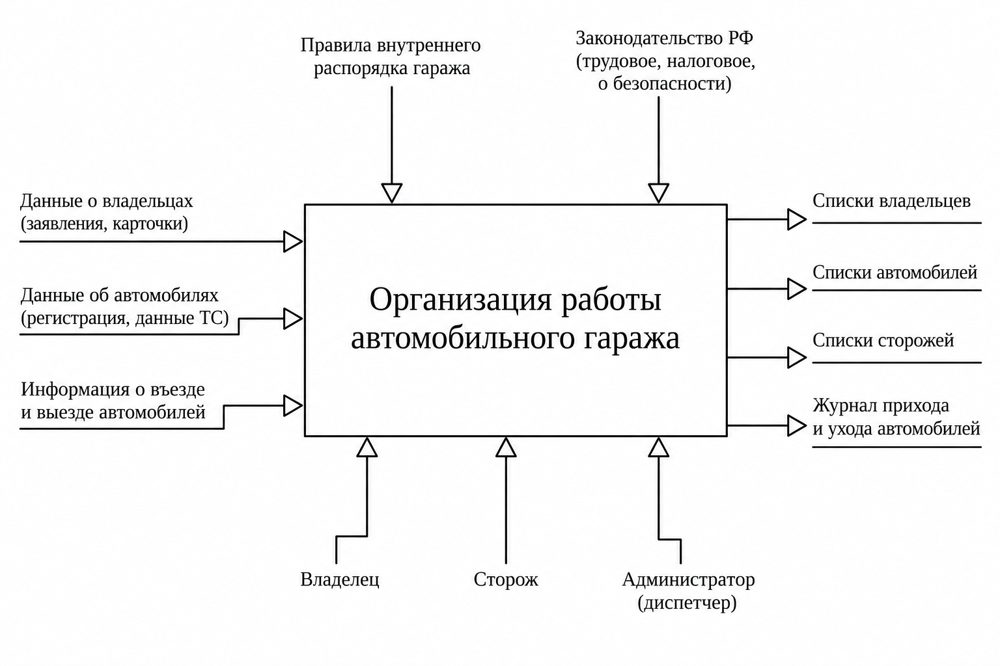 Правила внутреннего
распорядка гаража
Законодательство РФ
(трудовое, налоговое,
о безопасности)
Данные о владельцах
(заявления, карточки)
Данные об автомобилях
(регистрация, данные ТС)
Информация о въезде
и выезде автомобилей
Организация работы
автомобильного гаража
Списки владельцев
Списки автомобилей
Списки сторожей
Журнал прихода
и ухода автомобилей
Владелец
Сторож
Администратор
(диспетчер)